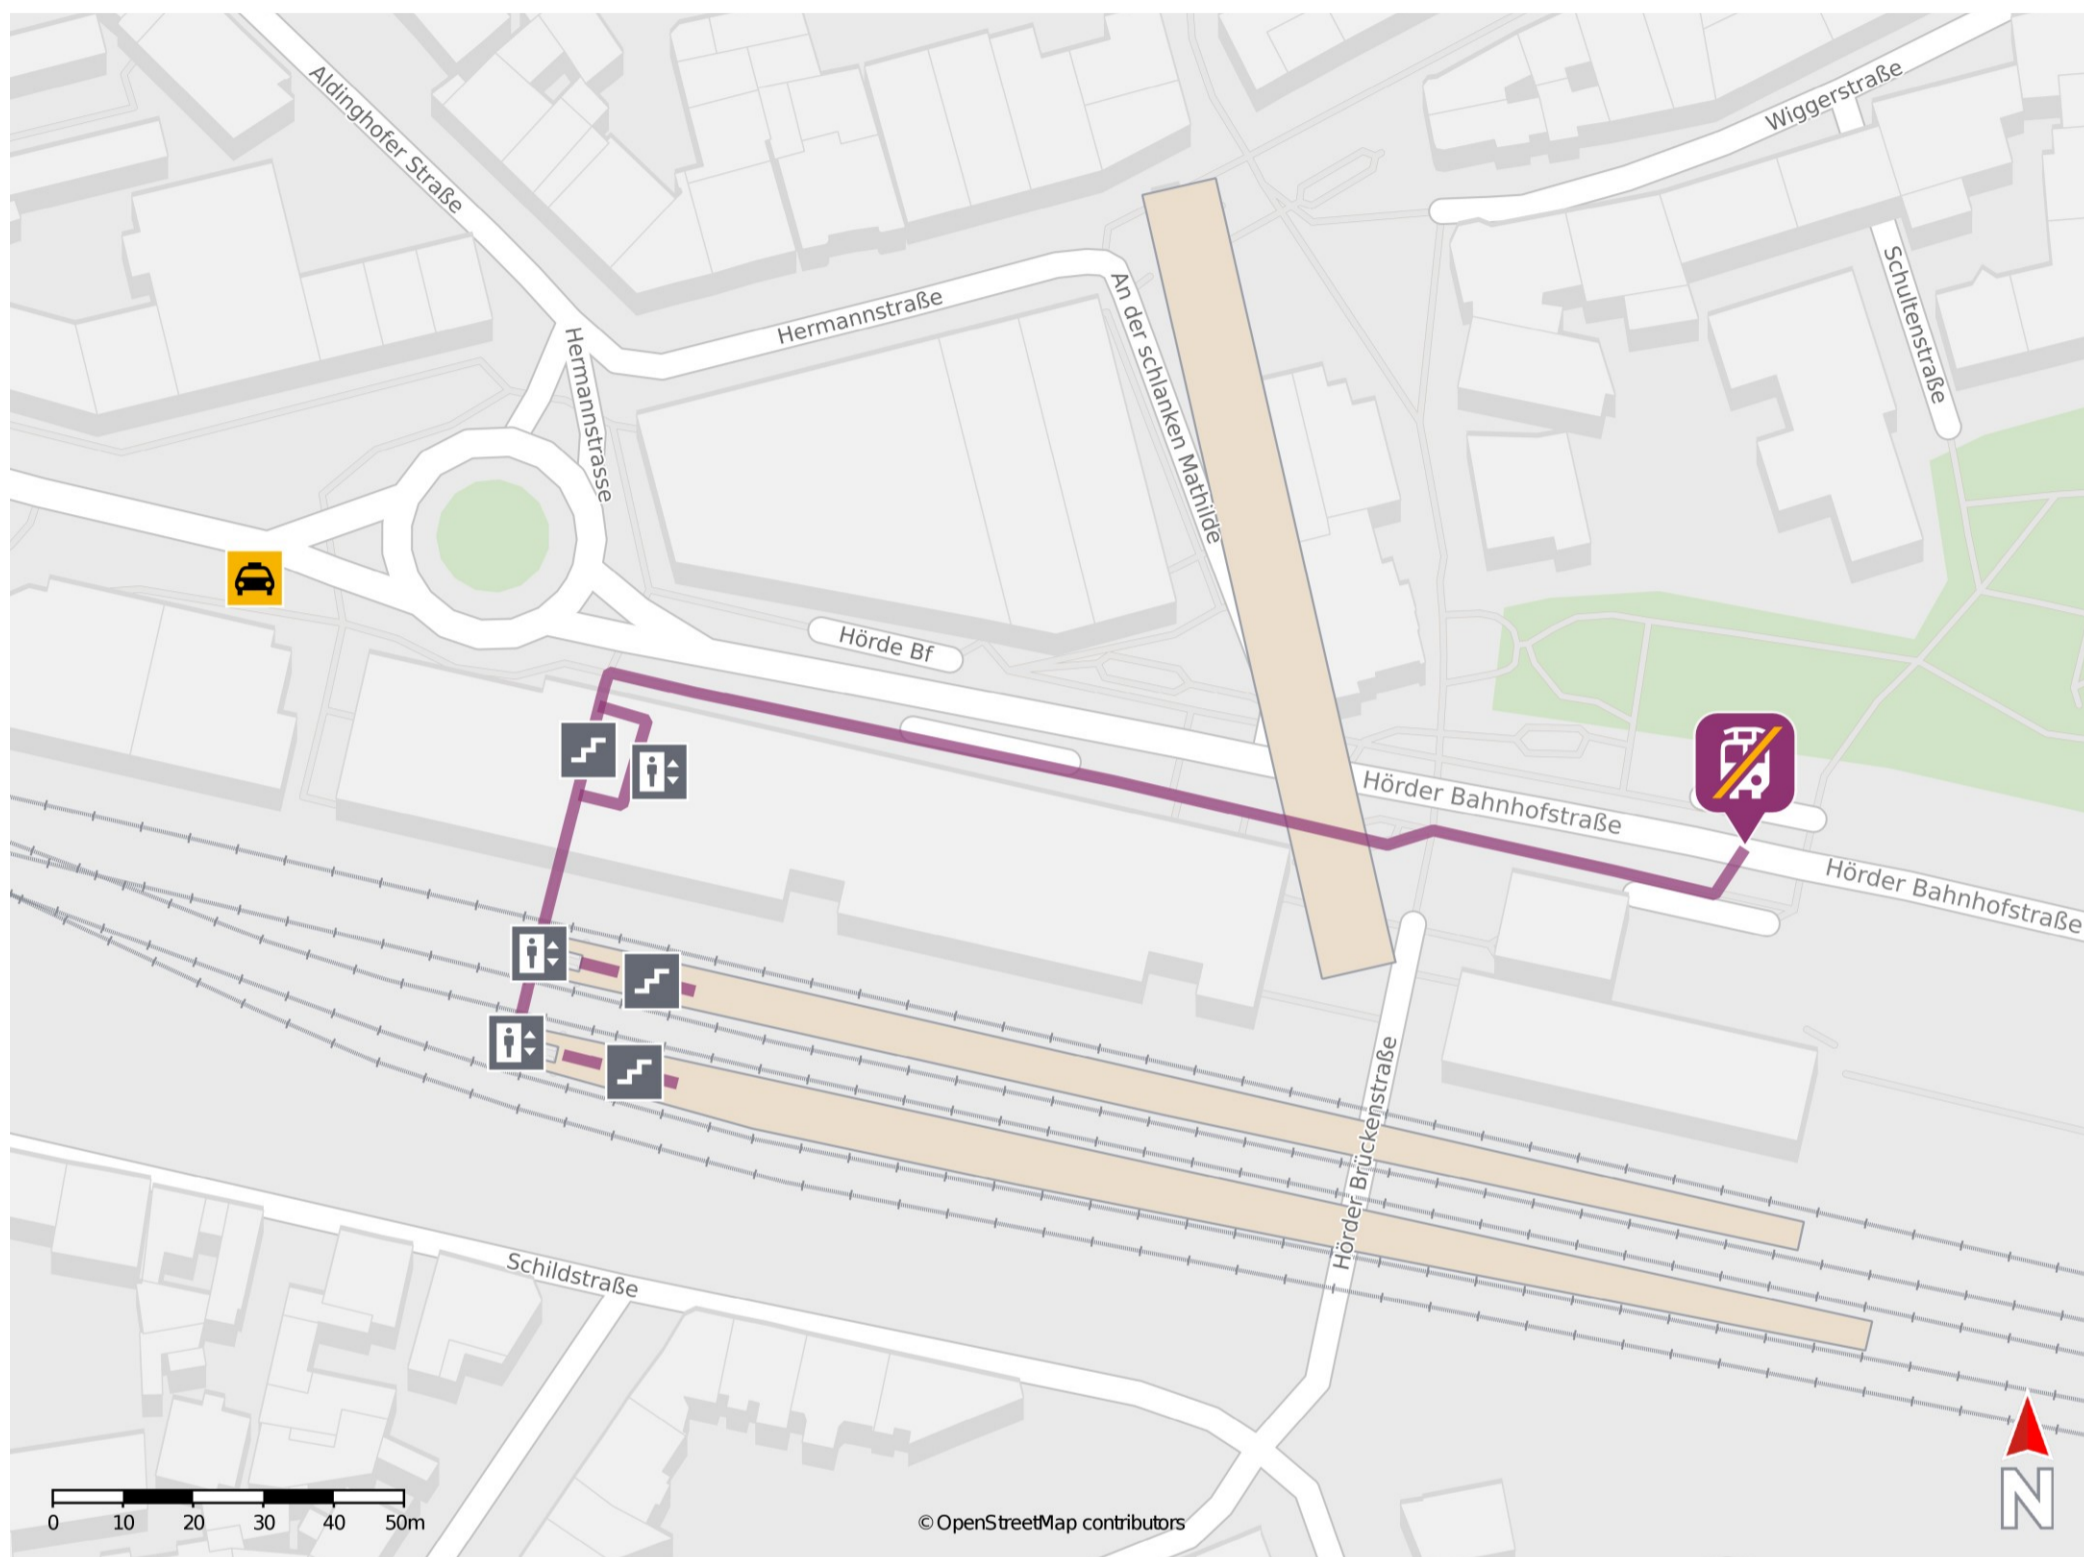 Wiggerstraße
Aldinghofer Straße
Schultenstraße
Hermannstraße
An der schlanken Mathilde
Hermannstrasse
Hörde Bf
Hörder Bahnhofstraße
Hörder Bahnhofstraße
Hörder Brückenstraße
Schildstraße
N
0 10 20 30 40 50m
© OpenStreetMap contributors